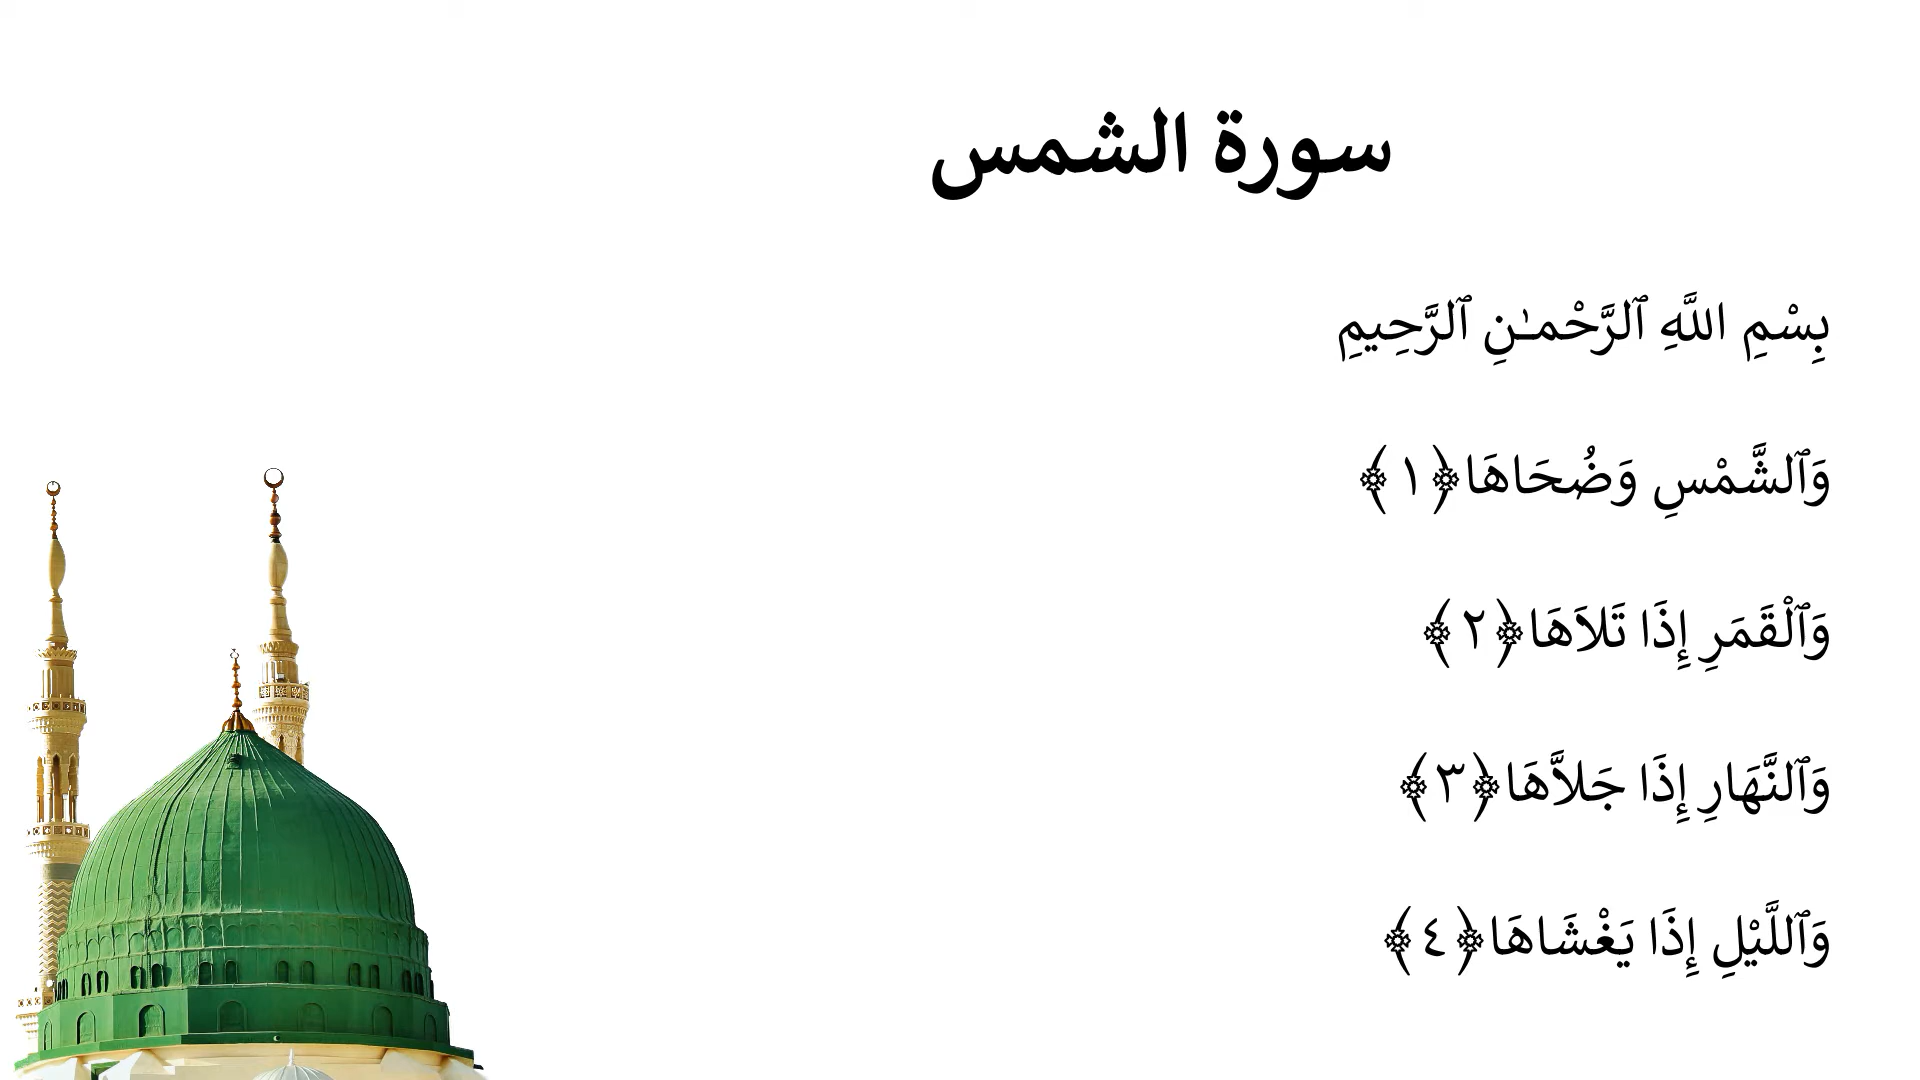 سورة الشمس
بِسْمِ اللَّهِ ٱلرَّحْمـٰنِ ٱلرَّحِيمِ
وَٱلشَّمْسِ وَضُحَاهَا﴿١﴾
وَٱلْقَمَرِ إِذَا تَلاَهَا﴿٢﴾
وَٱلنَّهَارِ إِذَا جَلاَّهَا﴿٣﴾
وَٱللَّيْلِ إِذَا يَغْشَاهَا﴿٤﴾